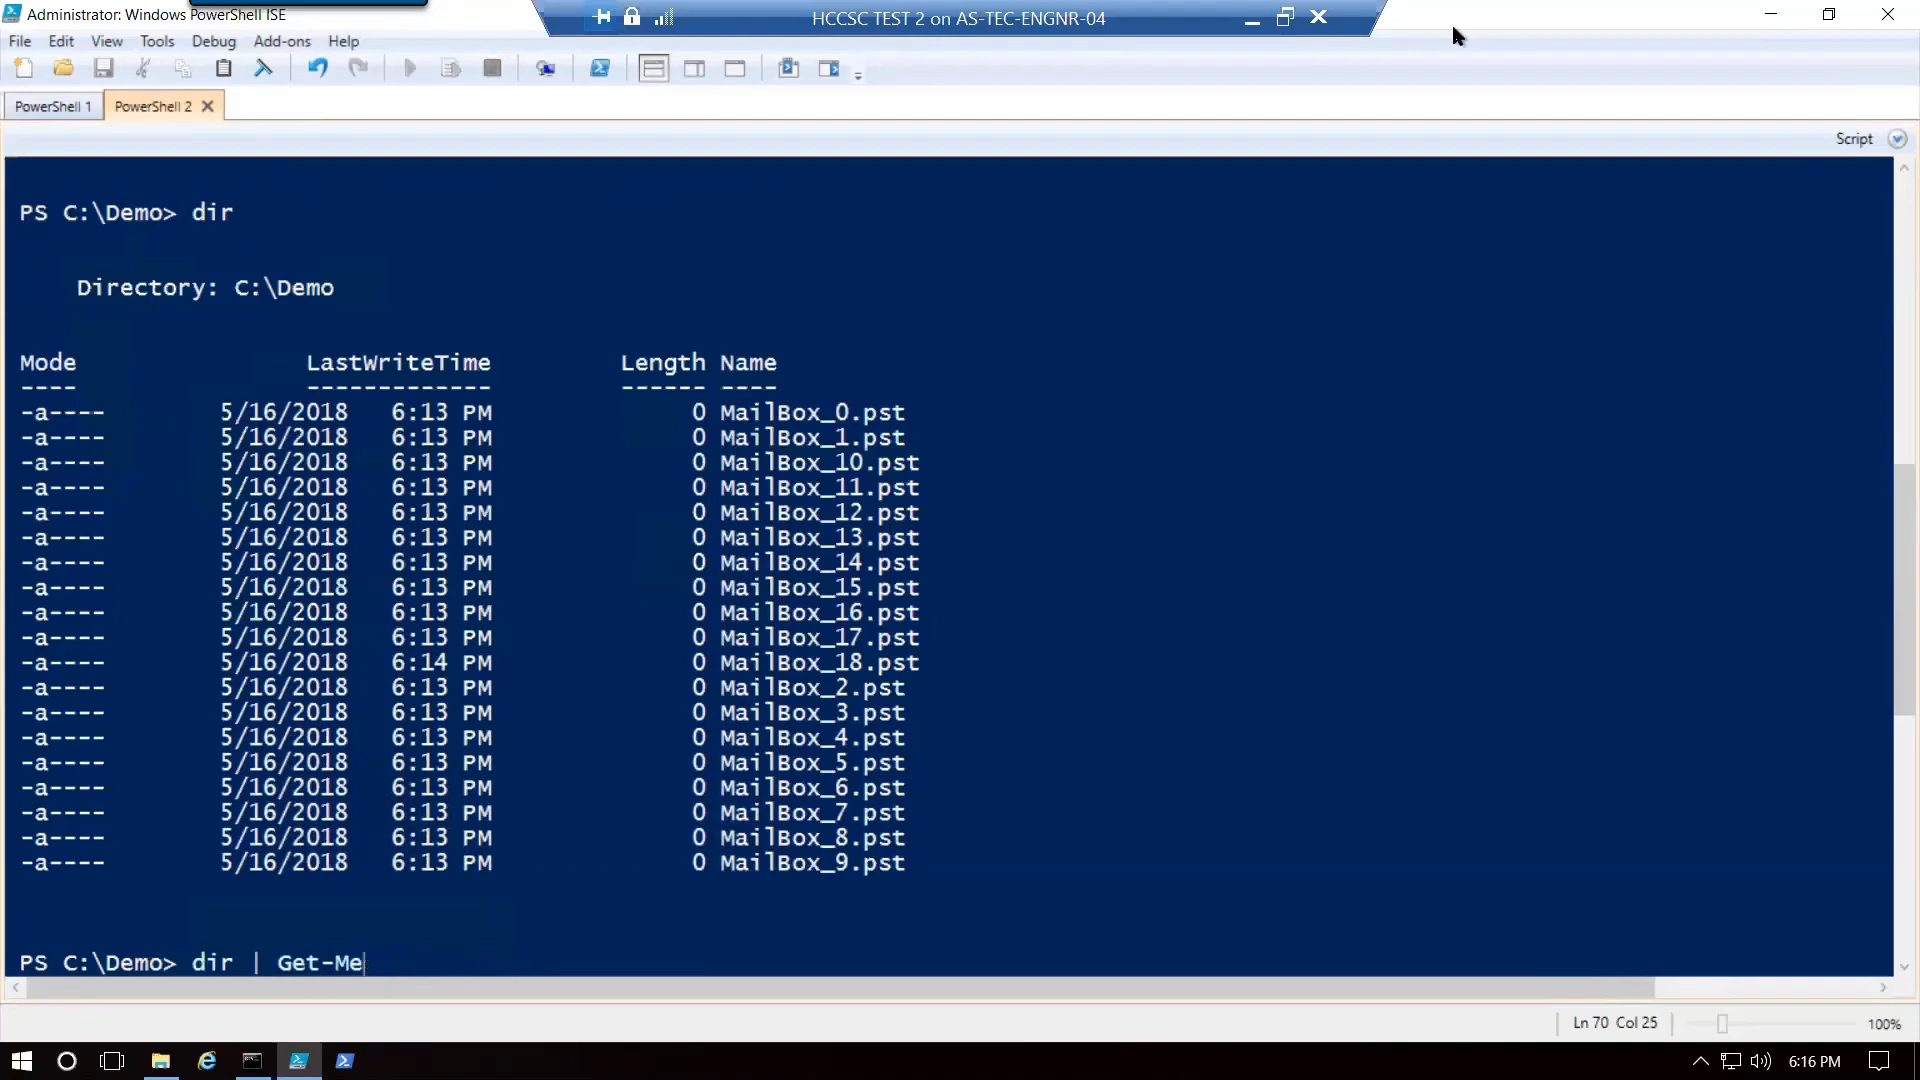 Administrator: Windows PowerShell ISE
HCCSC TEST 2 on AS-TEC-ENGNR-04
File Edit View Tools Debug Add-ons Help
PowerShell 1 PowerShell 2
Script
PS C:\Demo> dir
Directory: C:\Demo
Mode LastWriteTime Length Name
---- ------------- ------ ----
-a---- 5/16/2018 6:13 PM 0 MailBox_0.pst
-a---- 5/16/2018 6:13 PM 0 MailBox_1.pst
-a---- 5/16/2018 6:13 PM 0 MailBox_10.pst
-a---- 5/16/2018 6:13 PM 0 MailBox_11.pst
-a---- 5/16/2018 6:13 PM 0 MailBox_12.pst
-a---- 5/16/2018 6:13 PM 0 MailBox_13.pst
-a---- 5/16/2018 6:13 PM 0 MailBox_14.pst
-a---- 5/16/2018 6:13 PM 0 MailBox_15.pst
-a---- 5/16/2018 6:13 PM 0 MailBox_16.pst
-a---- 5/16/2018 6:13 PM 0 MailBox_17.pst
-a---- 5/16/2018 6:14 PM 0 MailBox_18.pst
-a---- 5/16/2018 6:13 PM 0 MailBox_2.pst
-a---- 5/16/2018 6:13 PM 0 MailBox_3.pst
-a---- 5/16/2018 6:13 PM 0 MailBox_4.pst
-a---- 5/16/2018 6:13 PM 0 MailBox_5.pst
-a---- 5/16/2018 6:13 PM 0 MailBox_6.pst
-a---- 5/16/2018 6:13 PM 0 MailBox_7.pst
-a---- 5/16/2018 6:13 PM 0 MailBox_8.pst
-a---- 5/16/2018 6:13 PM 0 MailBox_9.pst
PS C:\Demo> dir | Get-Me
Ln 70 Col 25 100%
6:16 PM